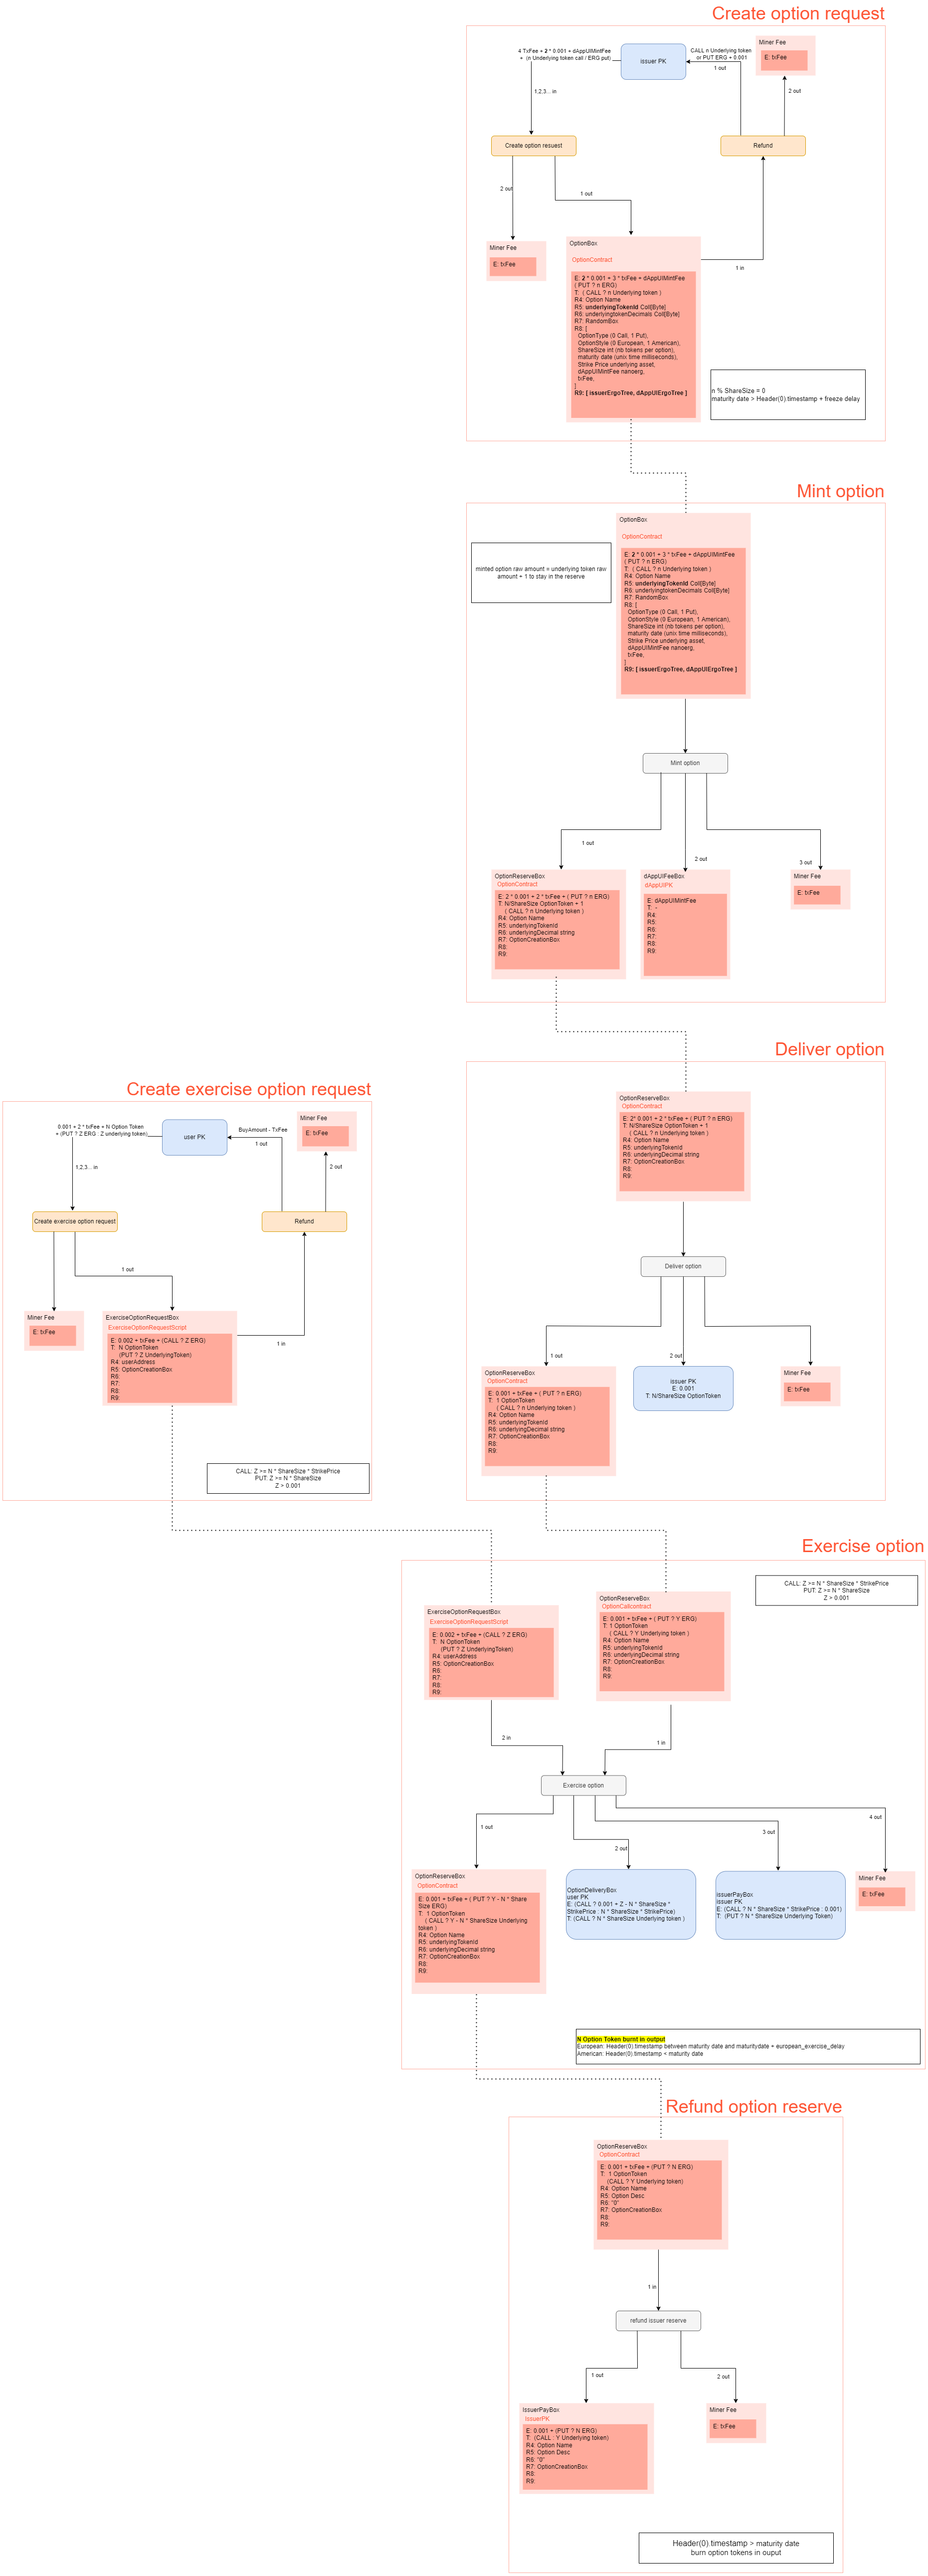 Create option request
4 TxFee + 2 * 0.001 + dAppUIMintFee
+ (n Underlying token call / ERG put)
issuer PK
CALL n Underlying token
or PUT ERG + 0.001
1 out
Miner Fee
E: txFee
1,2,3... in
2 out
Create option resuest
Refund
2 out
1 out
Miner Fee
E: txFee
OptionBox
OptionContract
1 in
E: 2 * 0.001 + 3 * txFee + dAppUIMintFee
( PUT ? n ERG)
T: ( CALL ? n Underlying token )
R4: Option Name
R5: underlyingTokenId Coll[Byte]
R6: underlyingtokenDecimals Coll[Byte]
R7: RandomBox
R8: [
OptionType (0 Call, 1 Put),
OptionStyle (0 European, 1 American),
ShareSize int (nb tokens per option),
maturity date (unix time milliseconds),
Strike Price underlying asset,
dAppUIMintFee nanoerg,
txFee,
]
R9: [ issuerErgoTree, dAppUIErgoTree ]
n % ShareSize = 0
maturity date > Header(0).timestamp + freeze delay
Mint option
OptionBox
OptionContract
minted option raw amount = underlying token raw
amount + 1 to stay in the reserve
E: 2 * 0.001 + 3 * txFee + dAppUIMintFee
( PUT ? n ERG)
T: ( CALL ? n Underlying token )
R4: Option Name
R5: underlyingTokenId Coll[Byte]
R6: underlyingtokenDecimals Coll[Byte]
R7: RandomBox
R8: [
OptionType (0 Call, 1 Put),
OptionStyle (0 European, 1 American),
ShareSize int (nb tokens per option),
maturity date (unix time milliseconds),
Strike Price underlying asset,
dAppUIMintFee nanoerg,
txFee,
]
R9: [ issuerErgoTree, dAppUIErgoTree ]
Mint option
1 out
2 out
3 out
OptionReserveBox
OptionContract
E: 2 * 0.001 + 2 * txFee + ( PUT ? n ERG)
T: N/ShareSize OptionToken + 1
( CALL ? n Underlying token )
R4: Option Name
R5: underlyingTokenId
R6: underlyingDecimal string
R7: OptionCreationBox
R8:
R9:
dAppUIFeeBox
dAppUIPK
E: dAppUIMintFee
T: -
R4:
R5:
R6:
R7:
R8:
R9:
Miner Fee
E: txFee
Deliver option
OptionReserveBox
OptionContract
E: 2* 0.001 + 2 * txFee + ( PUT ? n ERG)
T: N/ShareSize OptionToken + 1
( CALL ? n Underlying token )
R4: Option Name
R5: underlyingTokenId
R6: underlyingDecimal string
R7: OptionCreationBox
R8:
R9:
Deliver option
1 out
2 out
1 out
OptionReserveBox
OptionContract
E: 0.001 + txFee + ( PUT ? n ERG)
T: 1 OptionToken
( CALL ? n Underlying token )
R4: Option Name
R5: underlyingTokenId
R6: underlyingDecimal string
R7: OptionCreationBox
R8:
R9:
issuer PK
E: 0.001
T: N/ShareSize OptionToken
Miner Fee
E: txFee
Create exercise option request
0.001 + 2 * txFee + N Option Token
+ (PUT ? Z ERG : Z underlying token)
user PK
BuyAmount - TxFee
1 out
Miner Fee
E: txFee
1,2,3... in
2 out
Create exercise option request
Refund
1 out
Miner Fee
E: txFee
ExerciseOptionRequestBox
ExerciseOptionRequestScript
1 in
E: 0.002 + txFee + (CALL ? Z ERG)
T: N OptionToken
(PUT ? Z UnderlyingToken)
R4: userAddress
R5: OptionCreationBox
R6:
R7:
R8:
R9:
CALL: Z >= N * ShareSize * StrikePrice
PUT: Z >= N * ShareSize
Z > 0.001
Exercise option
CALL: Z >= N * ShareSize * StrikePrice
PUT: Z >= N * ShareSize
Z > 0.001
ExerciseOptionRequestBox
ExerciseOptionRequestScript
E: 0.002 + txFee + (CALL ? Z ERG)
T: N OptionToken
(PUT ? Z UnderlyingToken)
R4: userAddress
R5: OptionCreationBox
R6:
R7:
R8:
R9:
OptionReserveBox
OptionCallcontract
E: 0.001 + txFee + ( PUT ? Y ERG)
T: 1 OptionToken
( CALL ? Y Underlying token )
R4: Option Name
R5: underlyingTokenId
R6: underlyingDecimal string
R7: OptionCreationBox
R8:
R9:
2 in
1 in
Exercise option
1 out
2 out
3 out
4 out
OptionReserveBox
OptionContract
E: 0.001 + txFee + ( PUT ? Y - N * Share
Size ERG)
T: 1 OptionToken
( CALL ? Y - N * ShareSize Underlying
token )
R4: Option Name
R5: underlyingTokenId
R6: underlyingDecimal string
R7: OptionCreationBox
R8:
R9:
OptionDeliveryBox
user PK
E: (CALL ? 0.001 + Z - N * ShareSize *
StrikePrice : N * ShareSize * StrikePrice)
T: (CALL ? N * ShareSize Underlying token )
issuerPayBox
issuer PK
E: (CALL ? N * ShareSize * StrikePrice : 0.001)
T: (PUT ? N * ShareSize Underlying Token)
Miner Fee
E: txFee
N Option Token burnt in output
European: Header(0).timestamp between maturity date and maturitydate + european_exercise_delay
American: Header(0).timestamp < maturity date
Refund option reserve
OptionReserveBox
OptionContract
E: 0.001 + txFee + (PUT ? N ERG)
T: 1 OptionToken
(CALL ? Y Underlying token)
R4: Option Name
R5: Option Desc
R6: "0"
R7: OptionCreationBox
R8:
R9:
1 in
refund issuer reserve
1 out
2 out
IssuerPayBox
IssuerPK
E: 0.001 + (PUT ? N ERG)
T: (CALL : Y Underlying token)
R4: Option Name
R5: Option Desc
R6: "0"
R7: OptionCreationBox
R8:
R9:
Miner Fee
E: txFee
Header(0).timestamp > maturity date
burn option tokens in ouput